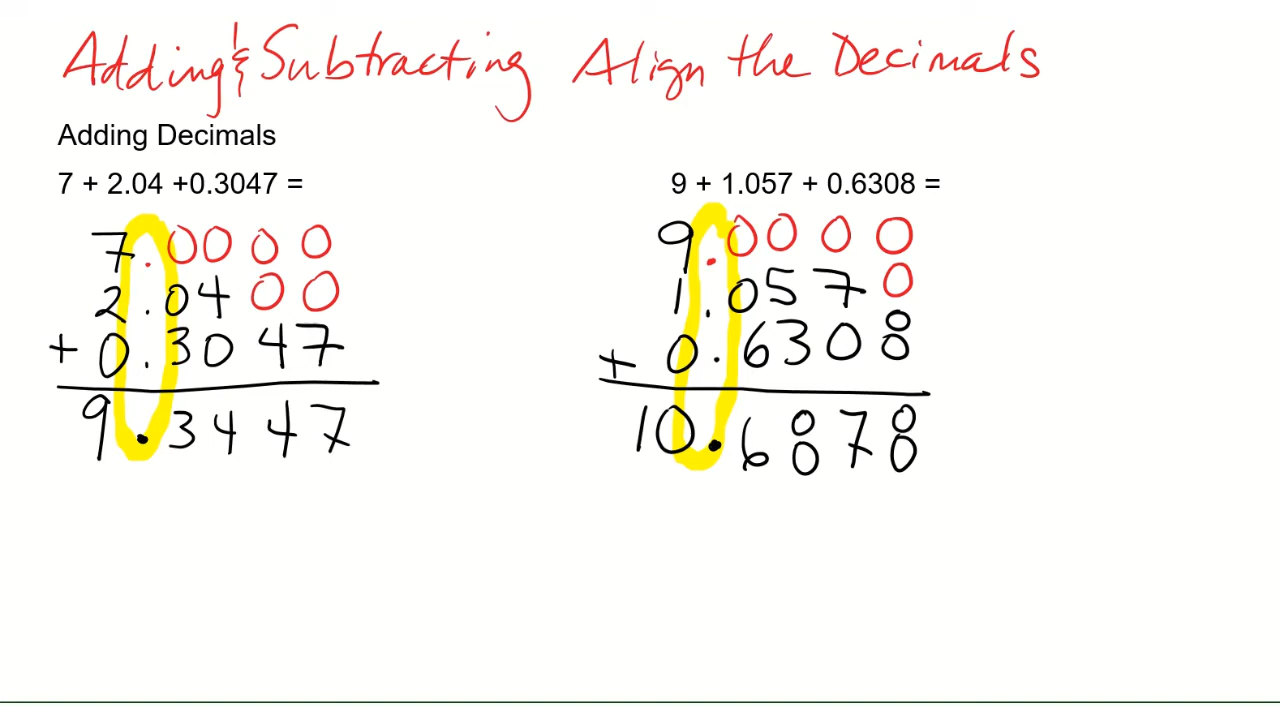 Adding & Subtracting Align the Decimals
Adding Decimals
7 + 2.04 +0.3047 =
9 + 1.057 + 0.6308 =
7.0000
2.0400
+ 0.3047
9.3447
9.0000
1.0570
+ 0.6308
10.6878